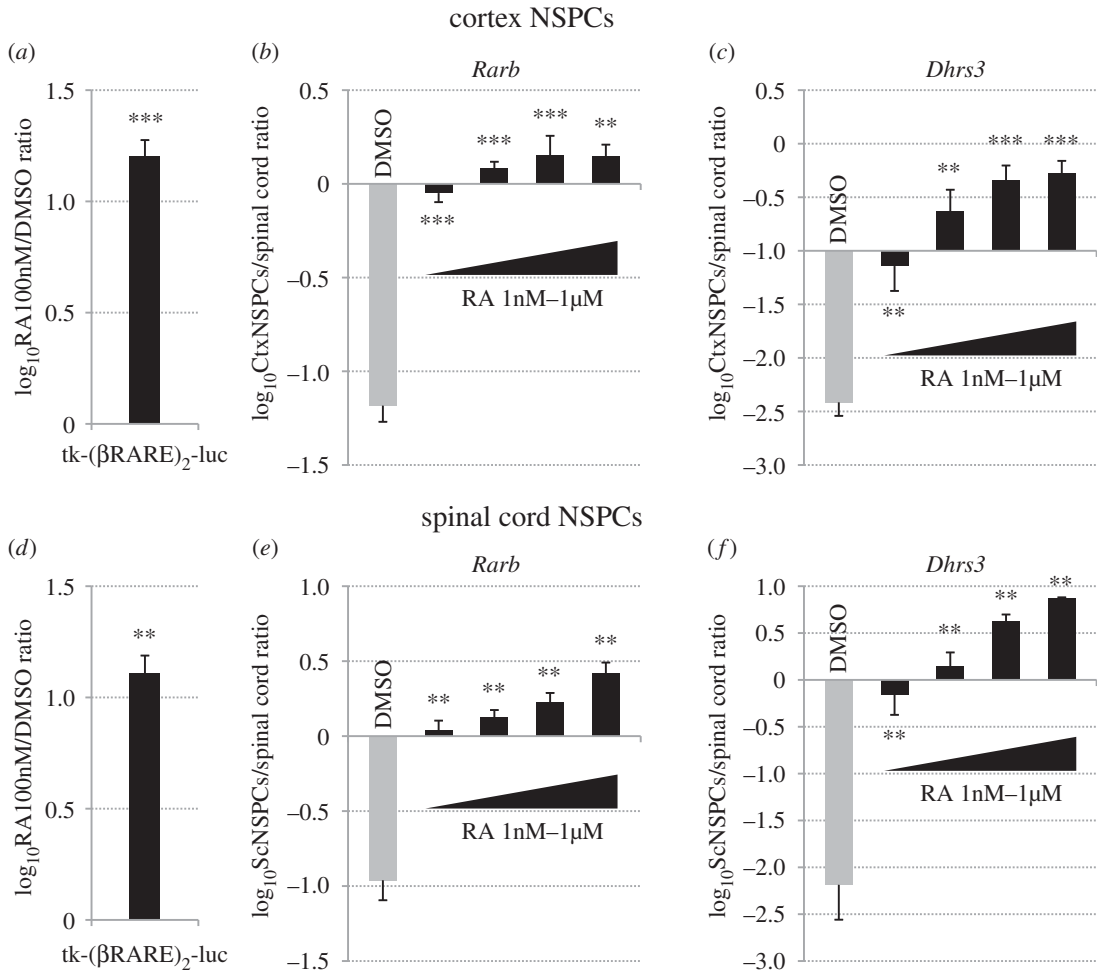 cortex NSPCs
(a)
log10RA100nM/DMSO ratio
1.5
1.0
0.5
0
***
tk-(βRARE)2-luc
(b)
Rarb
log10CtxNSPCs/spinal cord ratio
0.5
0
−0.5
−1.0
−1.5
DMSO
***
***
***
**
RA 1nM–1µM
(c)
Dhrs3
log10CtxNSPCs/spinal cord ratio
0.5
0
−0.5
−1.0
−1.5
−2.0
−2.5
−3.0
DMSO
**
**
***
***
RA 1nM–1µM
spinal cord NSPCs
(d)
log10RA100nM/DMSO ratio
1.5
1.0
0.5
0
**
tk-(βRARE)2-luc
(e)
Rarb
log10ScNSPCs/spinal cord ratio
1.0
0.5
0
−0.5
−1.0
−1.5
DMSO
**
**
**
**
RA 1nM–1µM
(f)
Dhrs3
log10ScNSPCs/spinal cord ratio
1.0
0.5
0
−0.5
−1.0
−1.5
−2.0
−2.5
−3.0
DMSO
**
**
**
**
RA 1nM–1µM